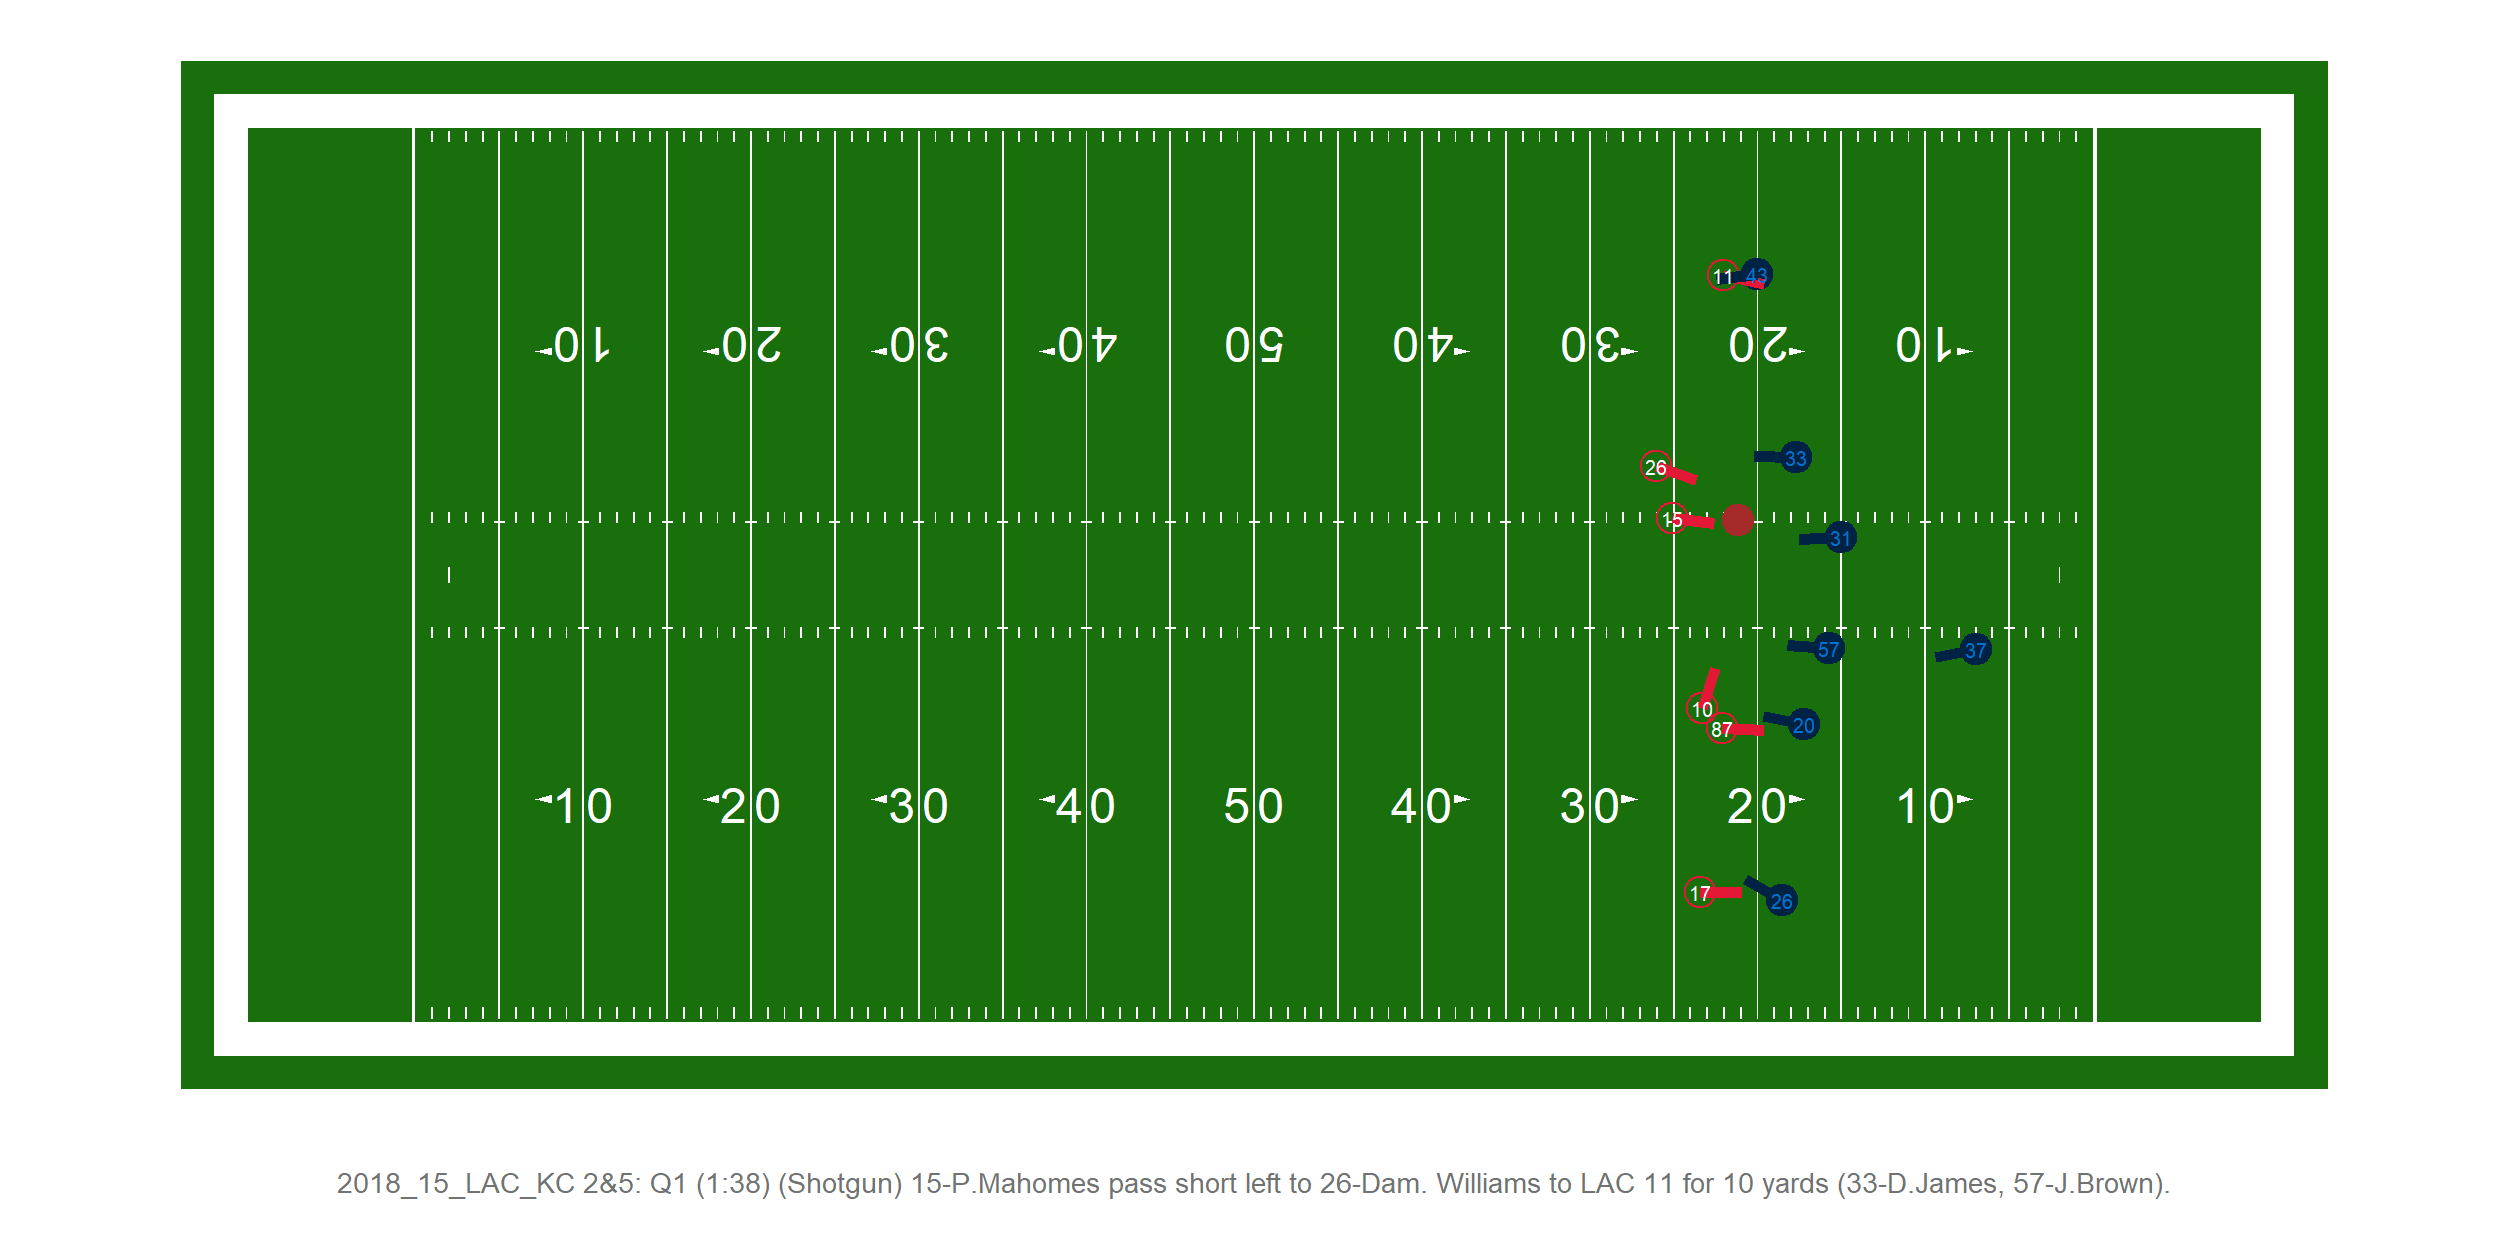 11 43
10 20 30 40 50 40 30 20 10
26 33
15 31
57 37
10 20
87
10 20 30 40 50 40 30 20 10
17 26
2018_15_LAC_KC 2&5: Q1 (1:38) (Shotgun) 15-P.Mahomes pass short left to 26-Dam. Williams to LAC 11 for 10 yards (33-D.James, 57-J.Brown).